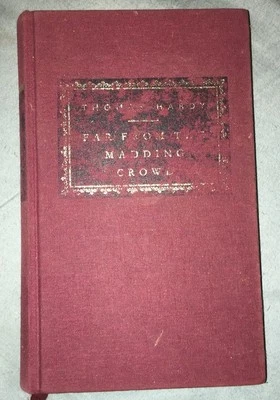 THOMAS HARDY
FAR FROM THE
MADDING
CROWD